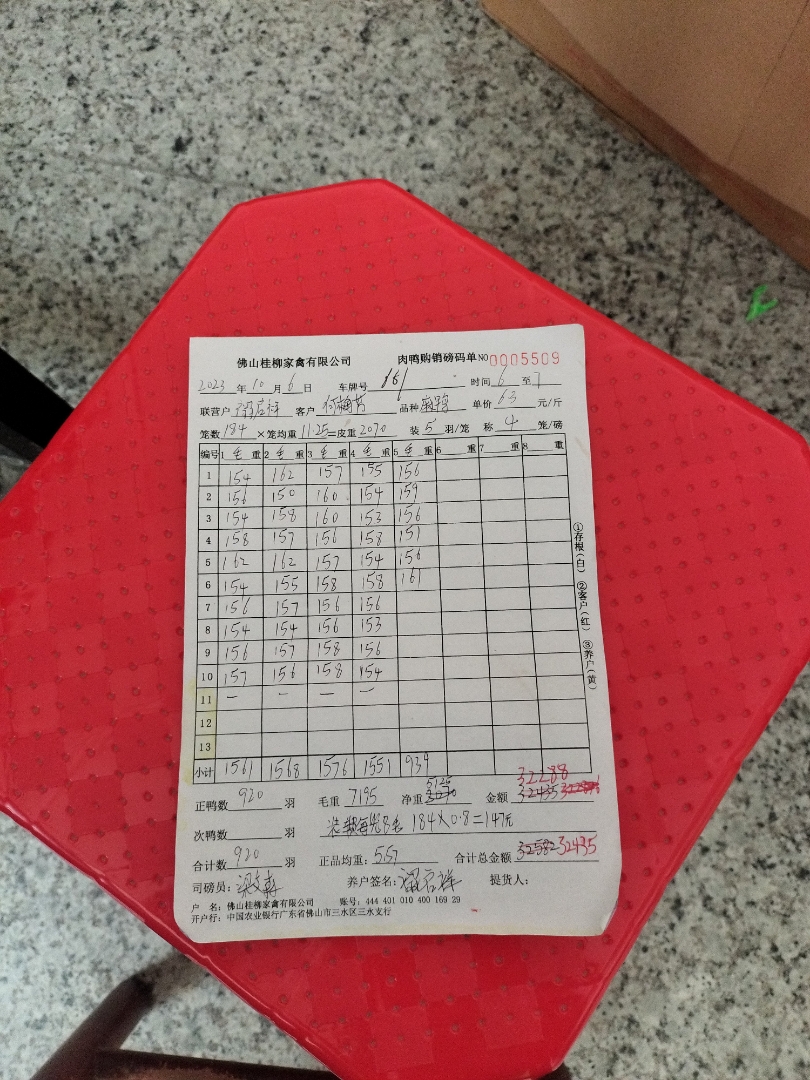 佛山桂柳家禽有限公司 肉鸭购销磅码单 NO 0005509
2023 年 10 月 6 日 车牌号 161 时间 6 至 7
联营户 客户 品种 单价 6.3 元/斤
笼数 184 ×笼均重 11.25 =皮重 2070 装 5 羽/笼 称 4 笼/磅
编号 1 毛 重 2 毛 重 3 毛 重 4 毛 重 5 毛 重 6 重 7 重 8 重
1 154 162 157 155 156
2 156 150 160 154 159
3 154 158 160 153 156
4 158 157 156 158 151
5 162 162 157 154 156
6 154 155 158 158 161
7 156 157 156 156
8 154 154 156 153
9 156 157 158 156
10 157 156 158 154
11 — — — —
12
13
小计 1561 1568 1576 1551 939
①存根(白) ②客户(红) ③养户(黄)
32288
正鸭数 920 羽 毛重 7195 净重 5125 金额 32435
次鸭数 羽 184×0.8=147元
合计数 920 羽 正品均重: 5.57 合计总金额 32582 32435
司磅员: 养户签名: 提货人:
户 名: 佛山桂柳家禽有限公司 账号: 444 401 010 400 169 29
开户行: 中国农业银行广东省佛山市三水区三水支行